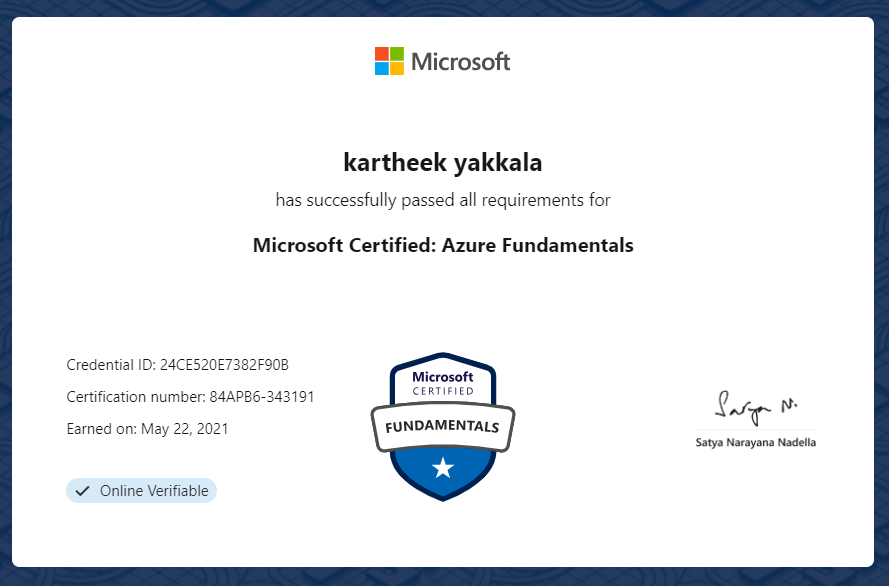 Microsoft
kartheek yakkala
has successfully passed all requirements for
Microsoft Certified: Azure Fundamentals
Credential ID: 24CE520E7382F90B
Certification number: 84APB6-343191
Earned on: May 22, 2021
Online Verifiable
Microsoft
CERTIFIED
FUNDAMENTALS
Satya N.
Satya Narayana Nadella